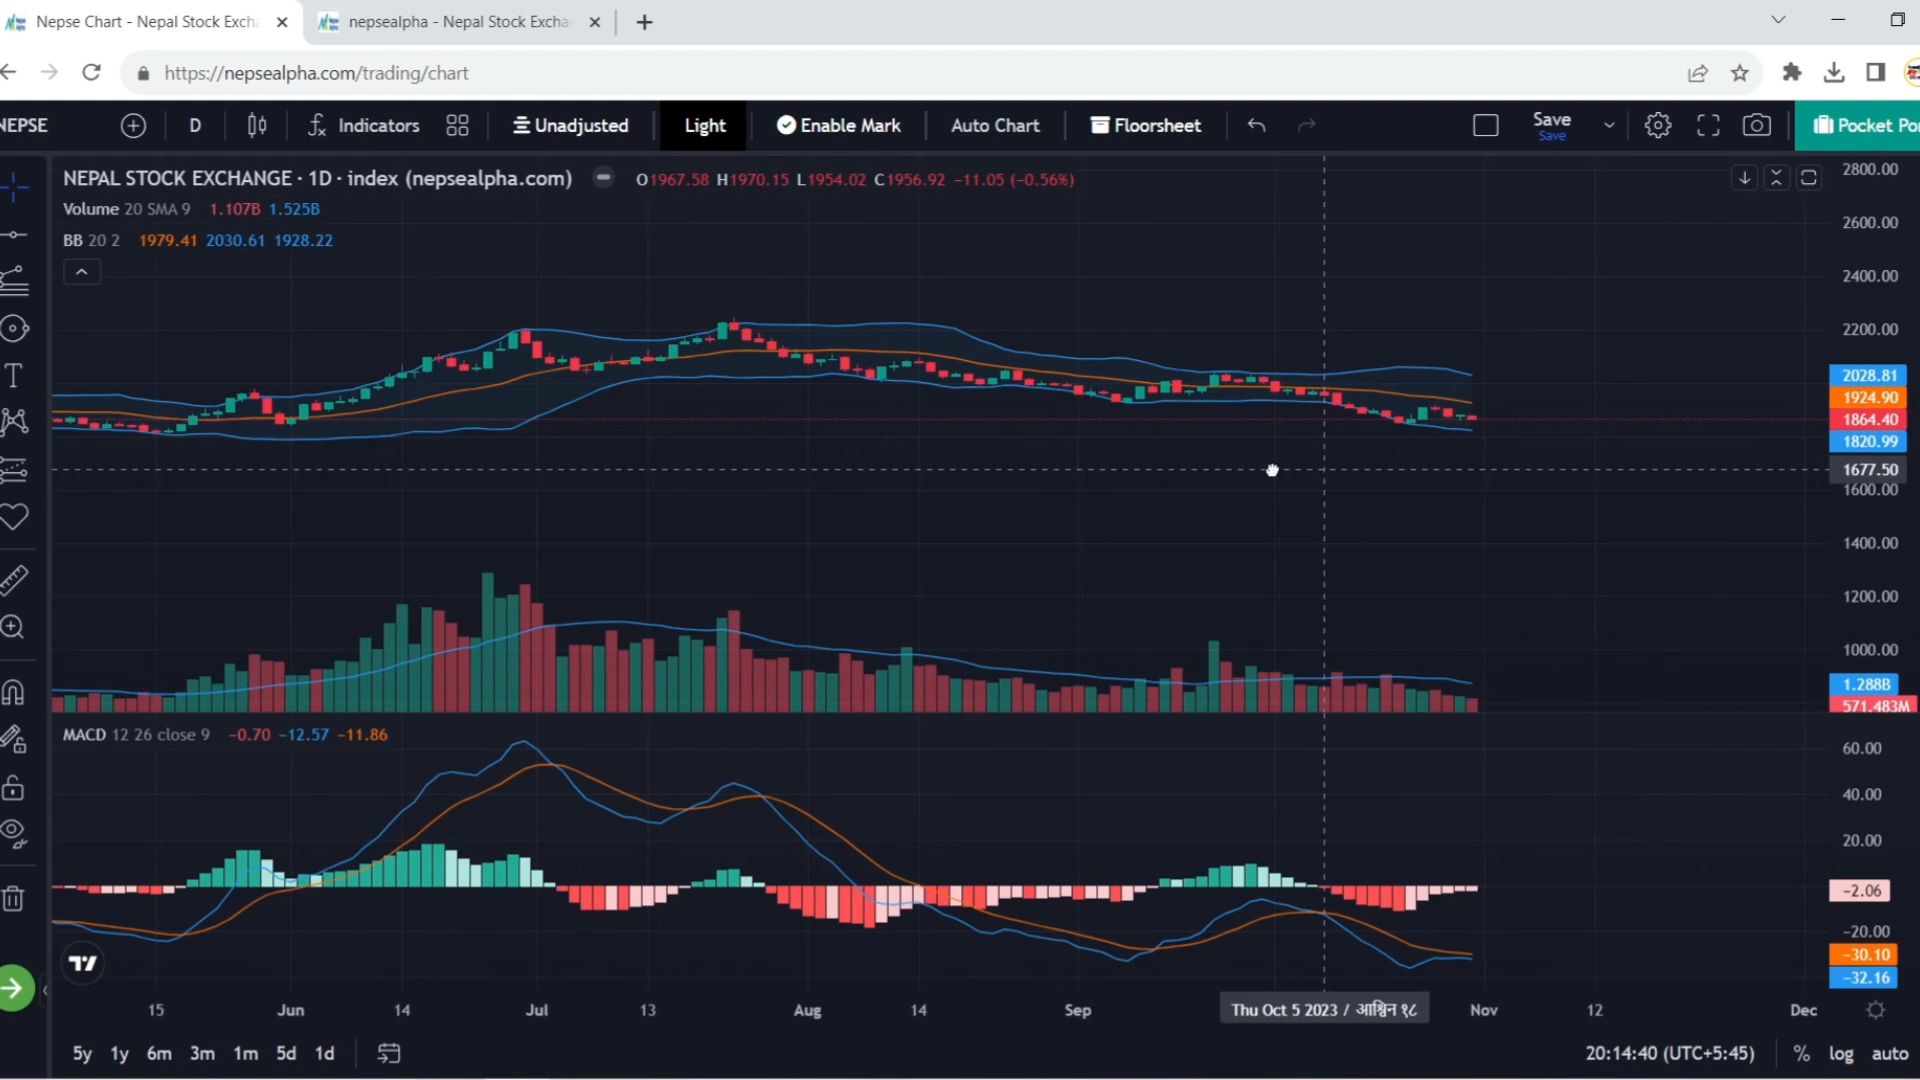 Nepse Chart - Nepal Stock Excha
nepsealpha - Nepal Stock Excha
https://nepsealpha.com/trading/chart
NEPSE
D
Indicators
Unadjusted
Light
Enable Mark
Auto Chart
Floorsheet
Save
Save
Pocket Por
NEPAL STOCK EXCHANGE · 1D · index (nepsealpha.com) O1967.58 H1970.15 L1954.02 C1956.92 −11.05 (−0.56%)
Volume 20 SMA 9 1.107B 1.525B
BB 20 2 1979.41 2030.61 1928.22
2800.00
2600.00
2400.00
2200.00
2028.81
1924.90
1864.40
1820.99
1677.50
1600.00
1400.00
1200.00
1000.00
1.288B
571.483M
MACD 12 26 close 9 −0.70 −12.57 −11.86
60.00
40.00
20.00
−2.06
−20.00
−30.10
−32.16
15 Jun 14 Jul 13 Aug 14 Sep Thu Oct 5 2023 / आश्विन १८ Nov 12 Dec
5y 1y 6m 3m 1m 5d 1d 20:14:40 (UTC+5:45) % log auto